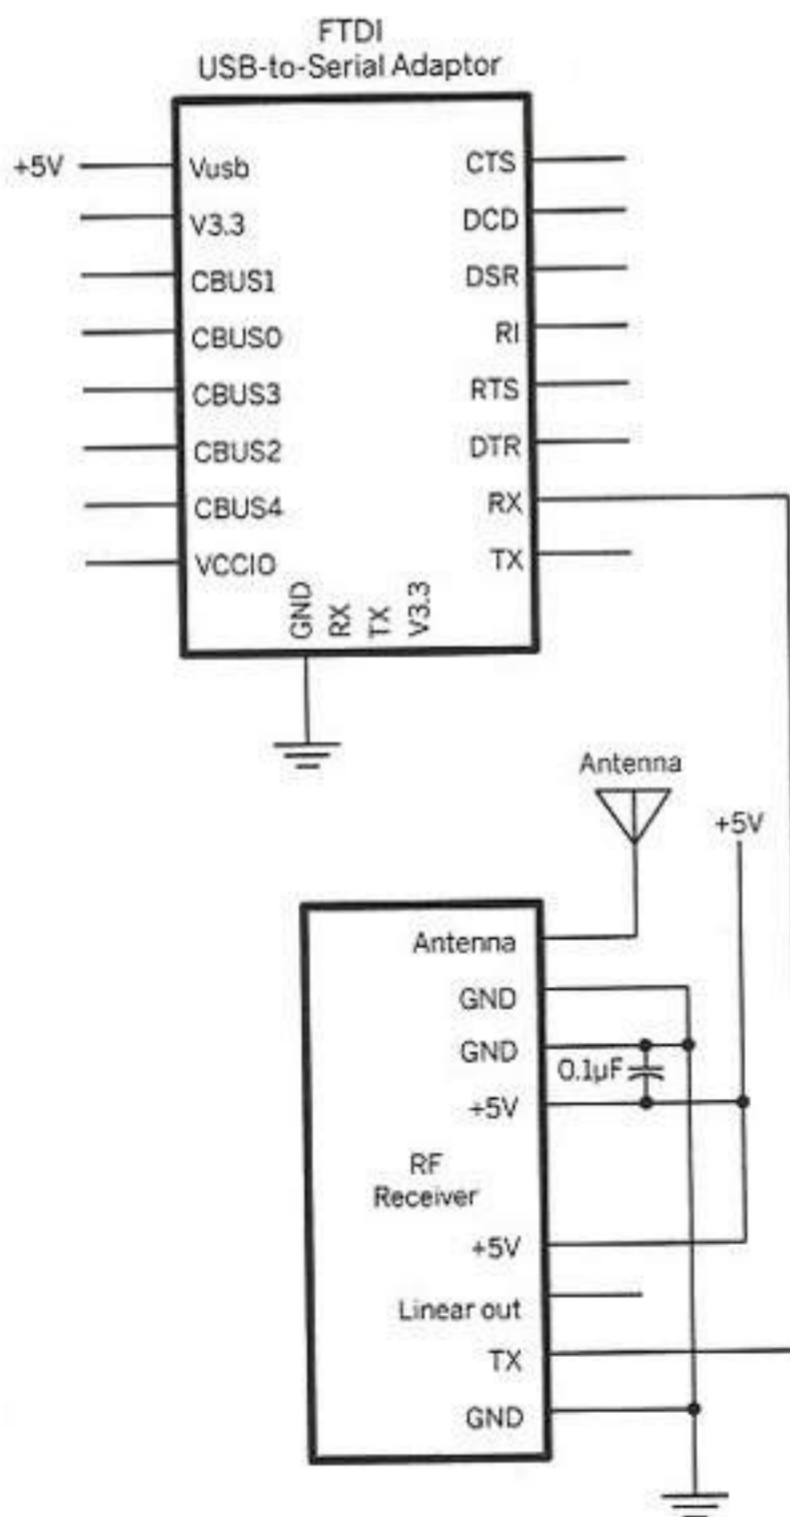 FTDI
USB-to-Serial Adaptor
+5V
Vusb
V3.3
CBUS1
CBUS0
CBUS3
CBUS2
CBUS4
VCCIO
CTS
DCD
DSR
RI
RTS
DTR
RX
TX
GND
RX
TX
V3.3
Antenna
+5V
Antenna
GND
GND
0.1µF
+5V
RF
Receiver
+5V
Linear out
TX
GND